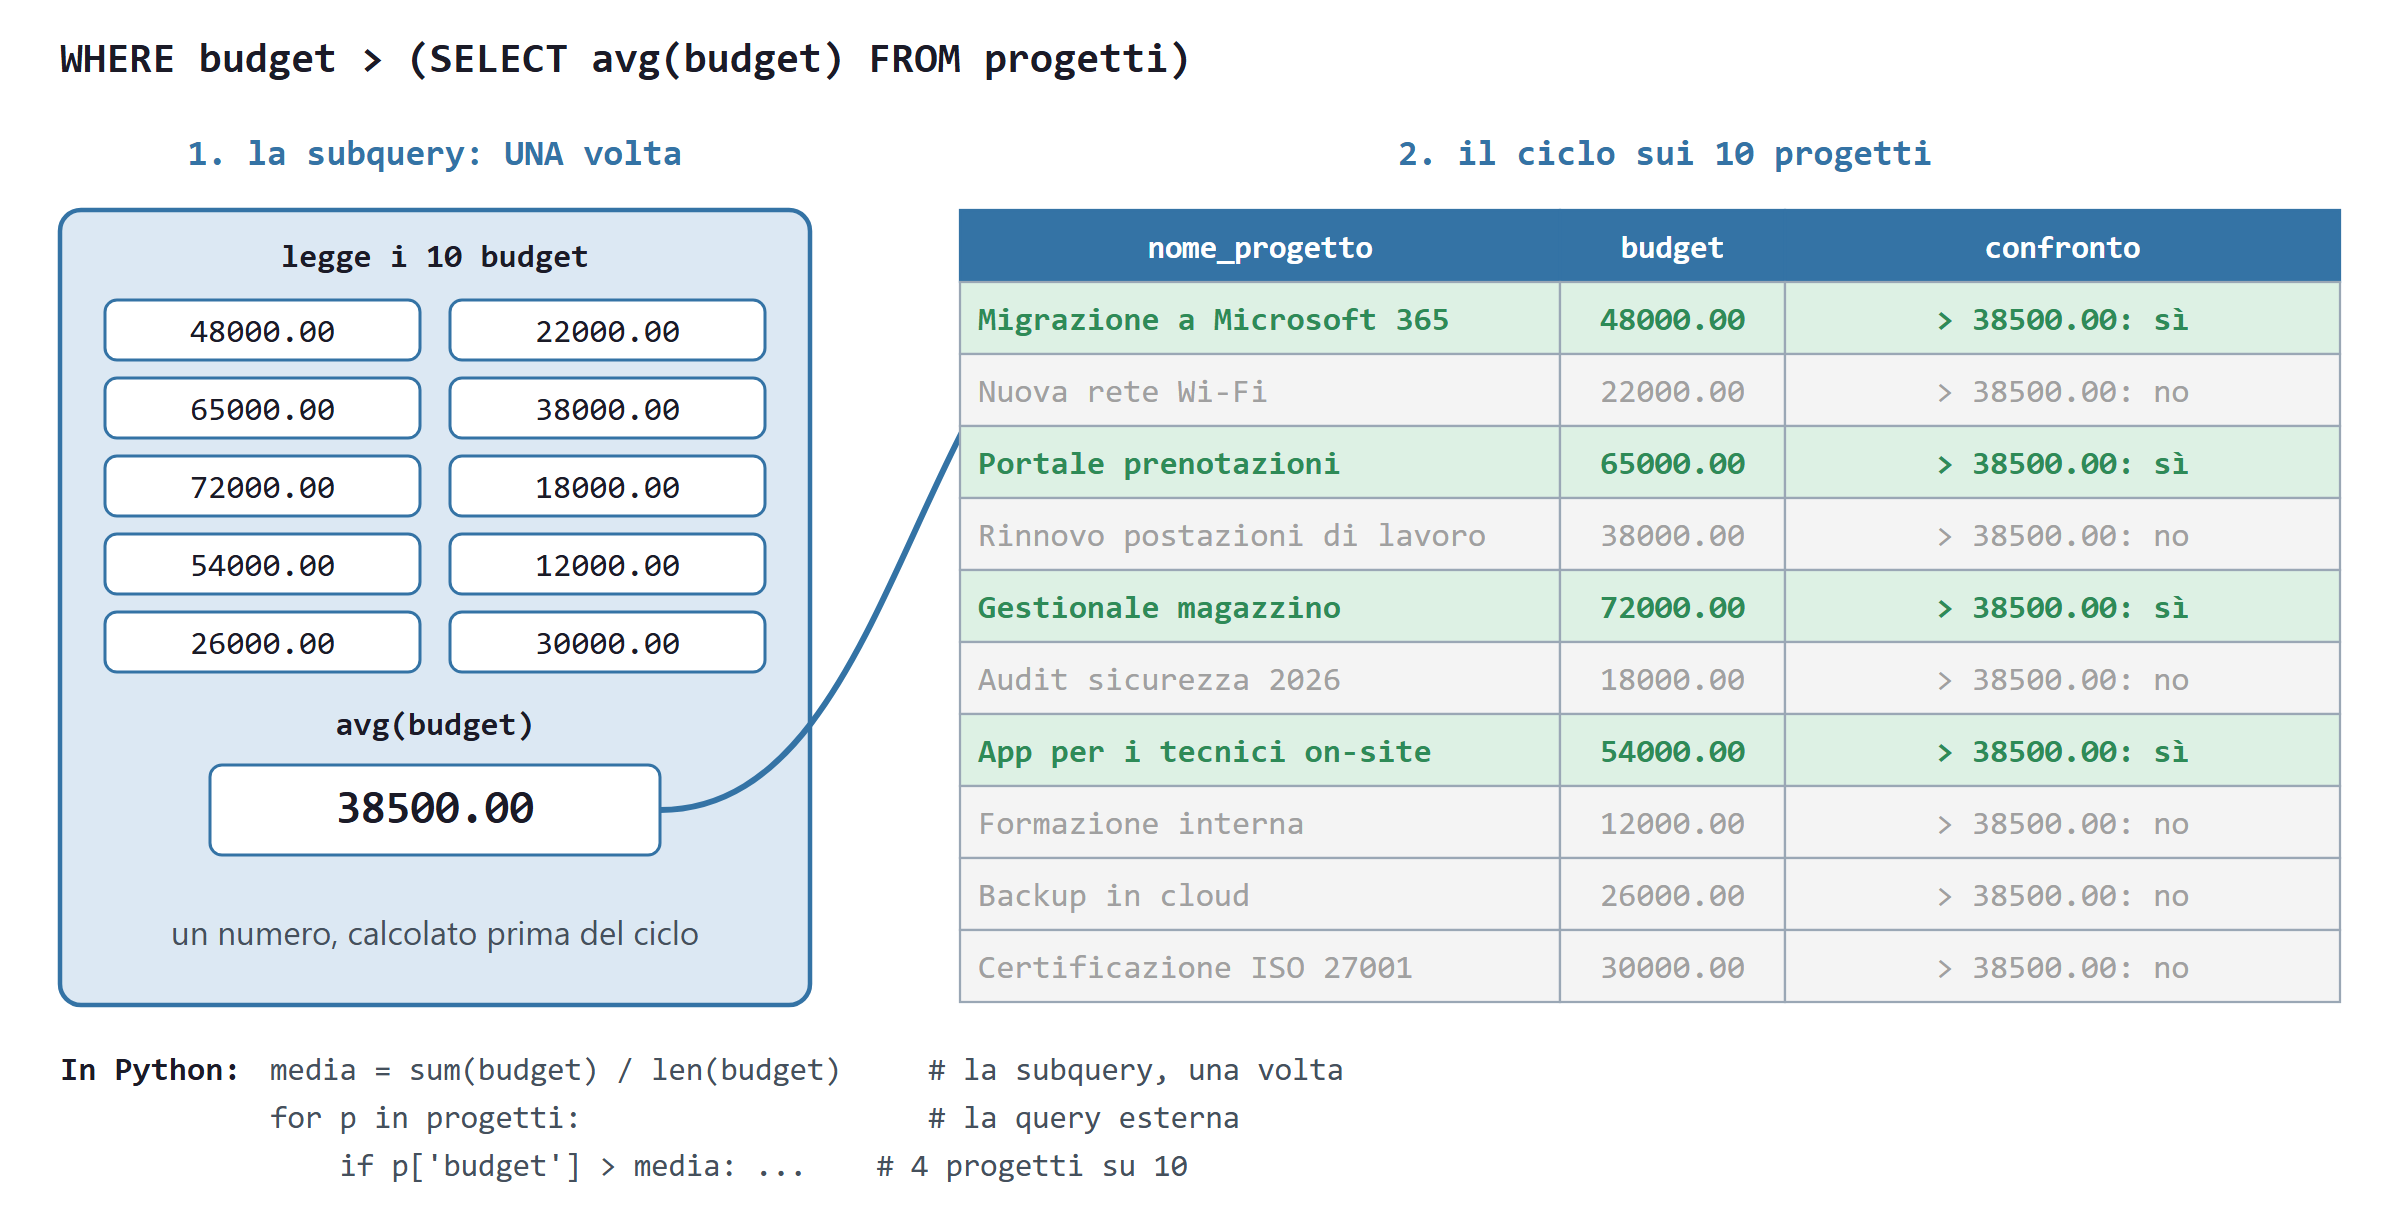 WHERE budget > (SELECT avg(budget) FROM progetti)
1. la subquery: UNA volta
legge i 10 budget
48000.00 22000.00
65000.00 38000.00
72000.00 18000.00
54000.00 12000.00
26000.00 30000.00
avg(budget)
38500.00
un numero, calcolato prima del ciclo
2. il ciclo sui 10 progetti
nome_progetto budget confronto
Migrazione a Microsoft 365 48000.00 > 38500.00: sì
Nuova rete Wi-Fi 22000.00 > 38500.00: no
Portale prenotazioni 65000.00 > 38500.00: sì
Rinnovo postazioni di lavoro 38000.00 > 38500.00: no
Gestionale magazzino 72000.00 > 38500.00: sì
Audit sicurezza 2026 18000.00 > 38500.00: no
App per i tecnici on-site 54000.00 > 38500.00: sì
Formazione interna 12000.00 > 38500.00: no
Backup in cloud 26000.00 > 38500.00: no
Certificazione ISO 27001 30000.00 > 38500.00: no
In Python: media = sum(budget) / len(budget) # la subquery, una volta
for p in progetti: # la query esterna
if p['budget'] > media: ... # 4 progetti su 10